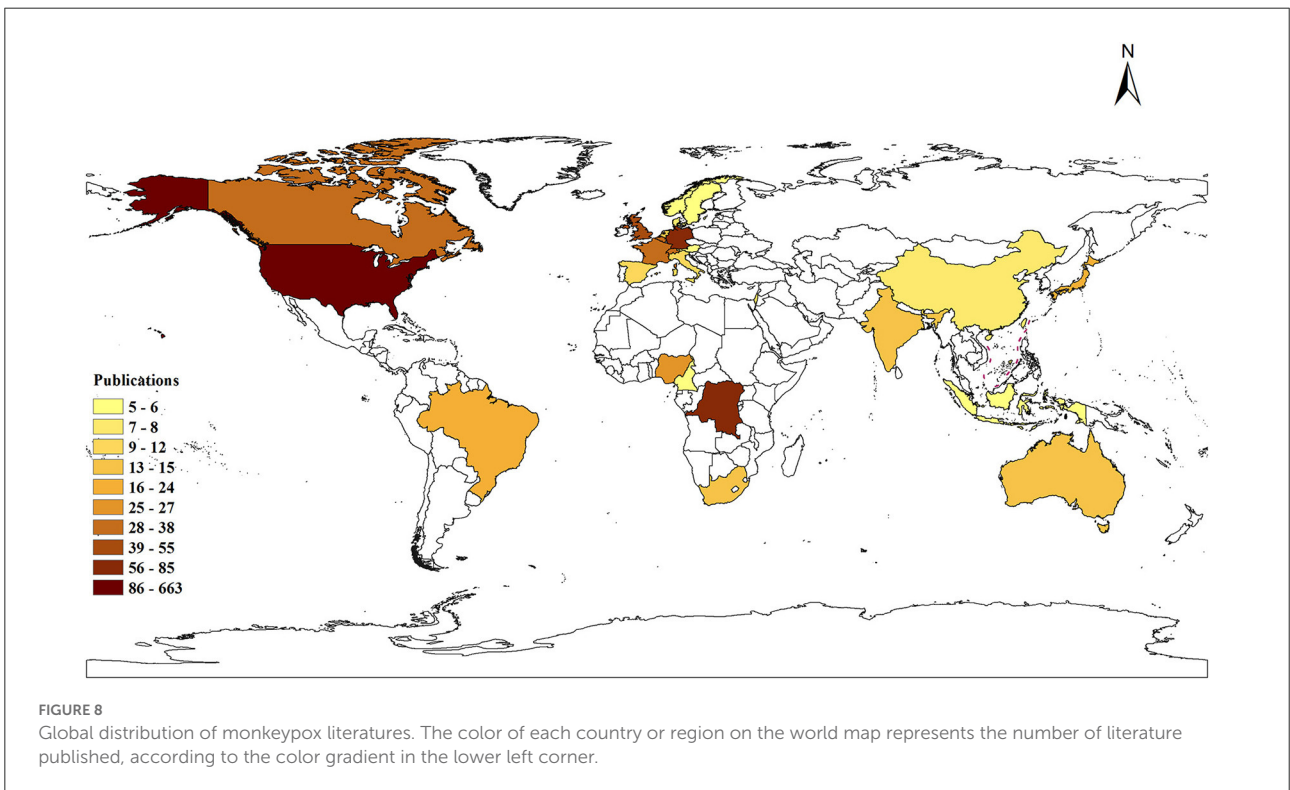 N
Publications
5 - 6
7 - 8
9 - 12
13 - 15
16 - 24
25 - 27
28 - 38
39 - 55
56 - 85
86 - 663
FIGURE 8
Global distribution of monkeypox literatures. The color of each country or region on the world map represents the number of literature
published, according to the color gradient in the lower left corner.